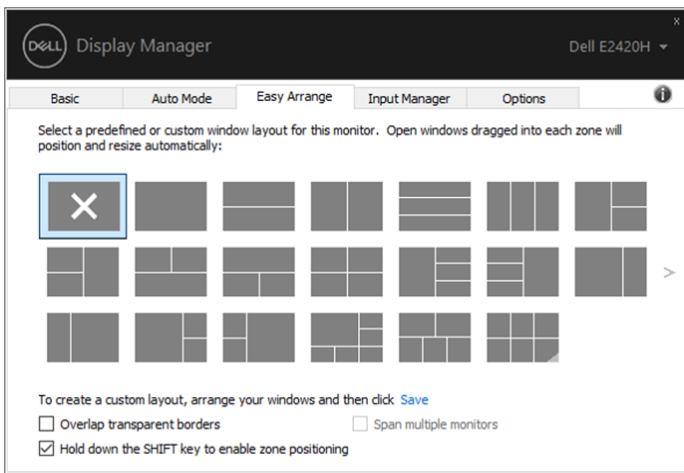 x
DELL Display Manager Dell E2420H
Basic Auto Mode Easy Arrange Input Manager Options i
Select a predefined or custom window layout for this monitor. Open windows dragged into each zone will
position and resize automatically:
>
To create a custom layout, arrange your windows and then click Save
Overlap transparent borders Span multiple monitors
Hold down the SHIFT key to enable zone positioning